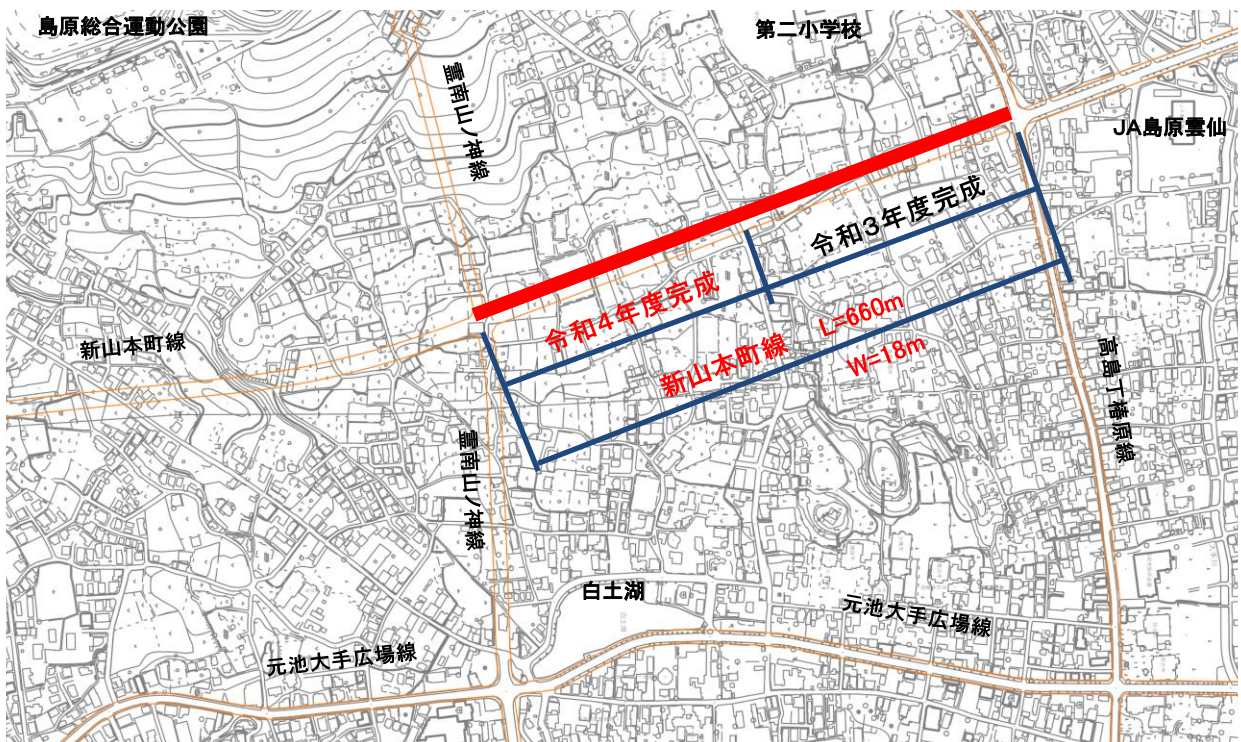 島原総合運動公園
第二小学校
霊南山ノ神線
JA島原雲仙
令和3年度完成
令和4年度完成
新山本町線
L=660m
新山本町線
W=18m
高島丁椿原線
霊南山ノ神線
白土湖
元池大手広場線
元池大手広場線